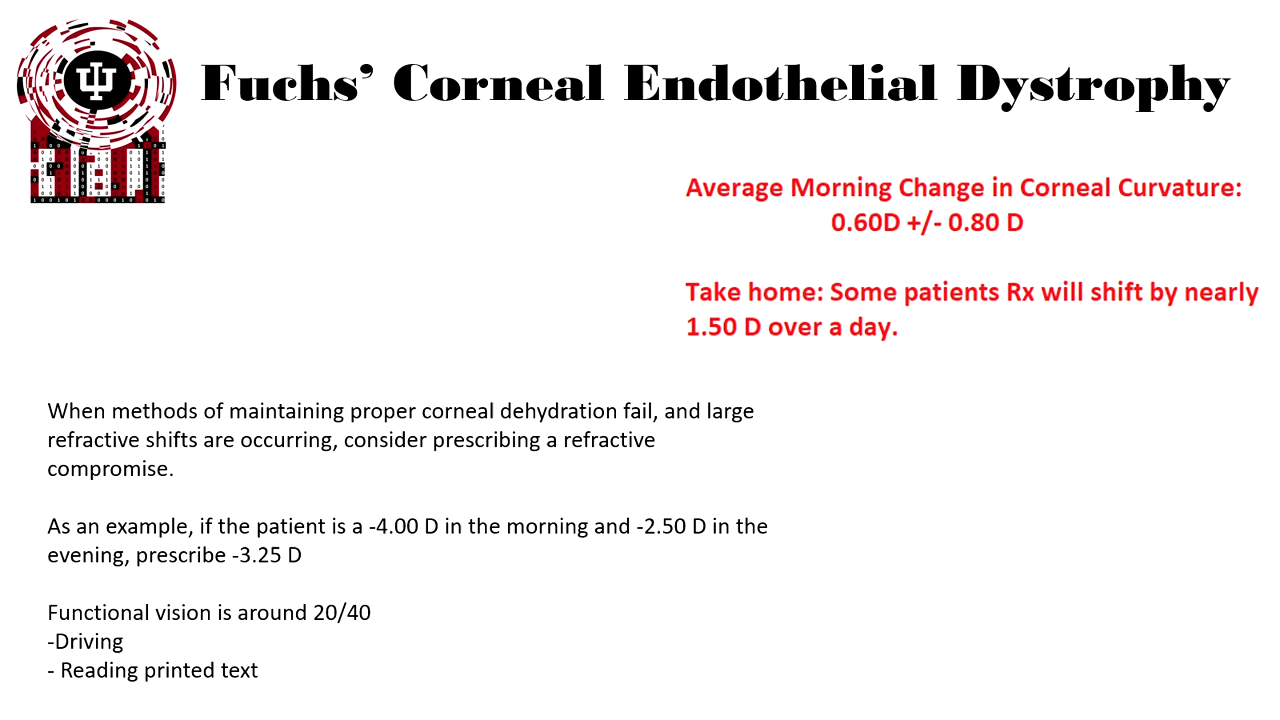 Fuchs’ Corneal Endothelial Dystrophy
Average Morning Change in Corneal Curvature:
0.60D +/- 0.80 D
Take home: Some patients Rx will shift by nearly
1.50 D over a day.
When methods of maintaining proper corneal dehydration fail, and large
refractive shifts are occurring, consider prescribing a refractive
compromise.
As an example, if the patient is a -4.00 D in the morning and -2.50 D in the
evening, prescribe -3.25 D
Functional vision is around 20/40
-Driving
- Reading printed text